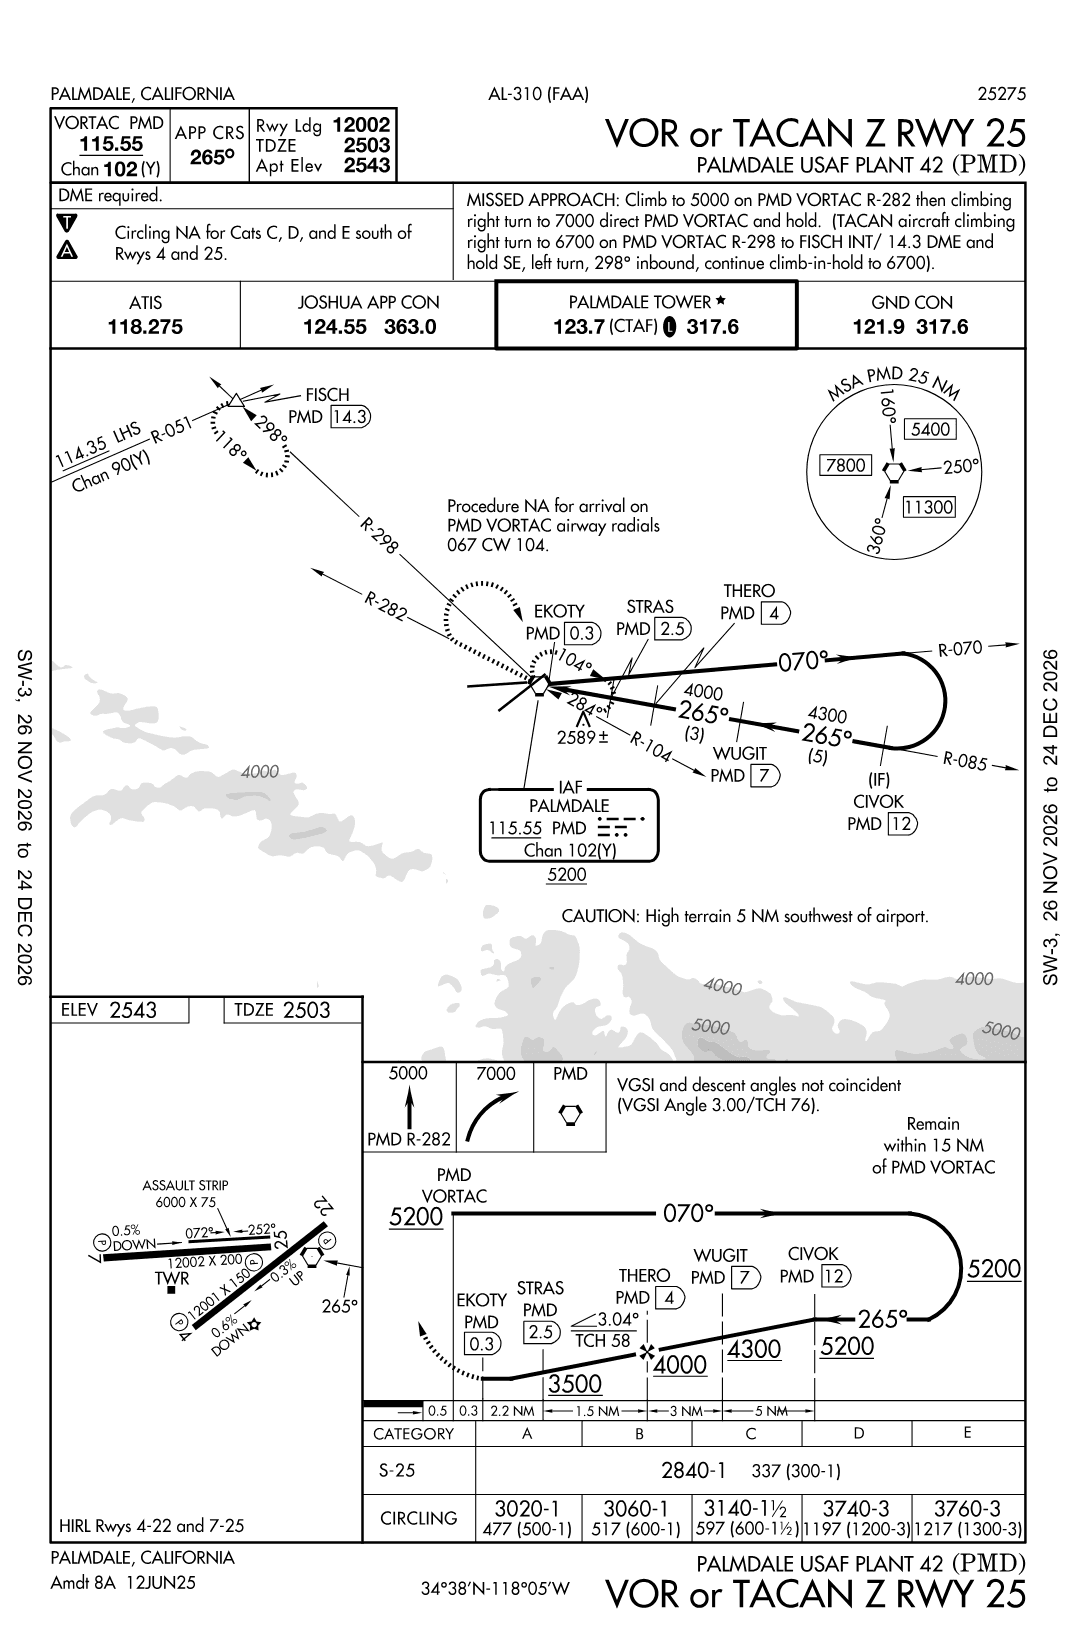 PALMDALE, CALIFORNIA
AL-310 (FAA)
25275
VORTAC PMD
115.55
Chan 102 (Y)
APP CRS
265°
Rwy Ldg 12002
TDZE 2503
Apt Elev 2543
VOR or TACAN Z RWY 25
PALMDALE USAF PLANT 42 (PMD)
DME required.
T
A
Circling NA for Cats C, D, and E south of
Rwys 4 and 25.
MISSED APPROACH: Climb to 5000 on PMD VORTAC R-282 then climbing
right turn to 7000 direct PMD VORTAC and hold. (TACAN aircraft climbing
right turn to 6700 on PMD VORTAC R-298 to FISCH INT/ 14.3 DME and
hold SE, left turn, 298° inbound, continue climb-in-hold to 6700).
ATIS
118.275
JOSHUA APP CON
124.55 363.0
PALMDALE TOWER ★
123.7 (CTAF) L 317.6
GND CON
121.9 317.6
FISCH
PMD 14.3
114.35 LHS
Chan 90(Y)
R-051
298°
118°
R-298
R-282
MSA PMD 25 NM
160°
5400
7800
250°
11300
360°
Procedure NA for arrival on
PMD VORTAC airway radials
067 CW 104.
EKOTY
PMD 0.3
STRAS
PMD 2.5
THERO
PMD 4
104°
284°
070°
R-070
4000
265°
(3)
4300
265°
(5)
2589 ±
R-104
WUGIT
PMD 7
R-085
(IF)
CIVOK
PMD 12
IAF
PALMDALE
115.55 PMD
Chan 102(Y)
5200
4000
CAUTION: High terrain 5 NM southwest of airport.
4000
5000
4000
5000
SW-3, 26 NOV 2026 to 24 DEC 2026
SW-3, 26 NOV 2026 to 24 DEC 2026
ELEV 2543
TDZE 2503
ASSAULT STRIP
6000 X 75
072°
252°
0.5%
DOWN
P
7
25
22
P
12002 X 200
P
TWR
12001 X 150
0.3%
UP
P
4
0.6%
DOWN
265°
HIRL Rwys 4-22 and 7-25
5000
PMD R-282
7000
PMD
VGSI and descent angles not coincident
(VGSI Angle 3.00/TCH 76).
Remain
within 15 NM
of PMD VORTAC
PMD
VORTAC
5200
070°
5200
265°
EKOTY
PMD
0.3
STRAS
PMD
2.5
THERO
PMD 4
WUGIT
PMD 7
CIVOK
PMD 12
3.04°
TCH 58
3500
4000
4300
5200
0.5
0.3
2.2 NM
1.5 NM
3 NM
5 NM
CATEGORY A B C D E
S-25 2840-1 337 (300-1)
CIRCLING
3020-1
477 (500-1)
3060-1
517 (600-1)
3140-1½
597 (600-1½)
3740-3
1197 (1200-3)
3760-3
1217 (1300-3)
PALMDALE, CALIFORNIA
Amdt 8A 12JUN25
34°38'N-118°05'W
PALMDALE USAF PLANT 42 (PMD)
VOR or TACAN Z RWY 25